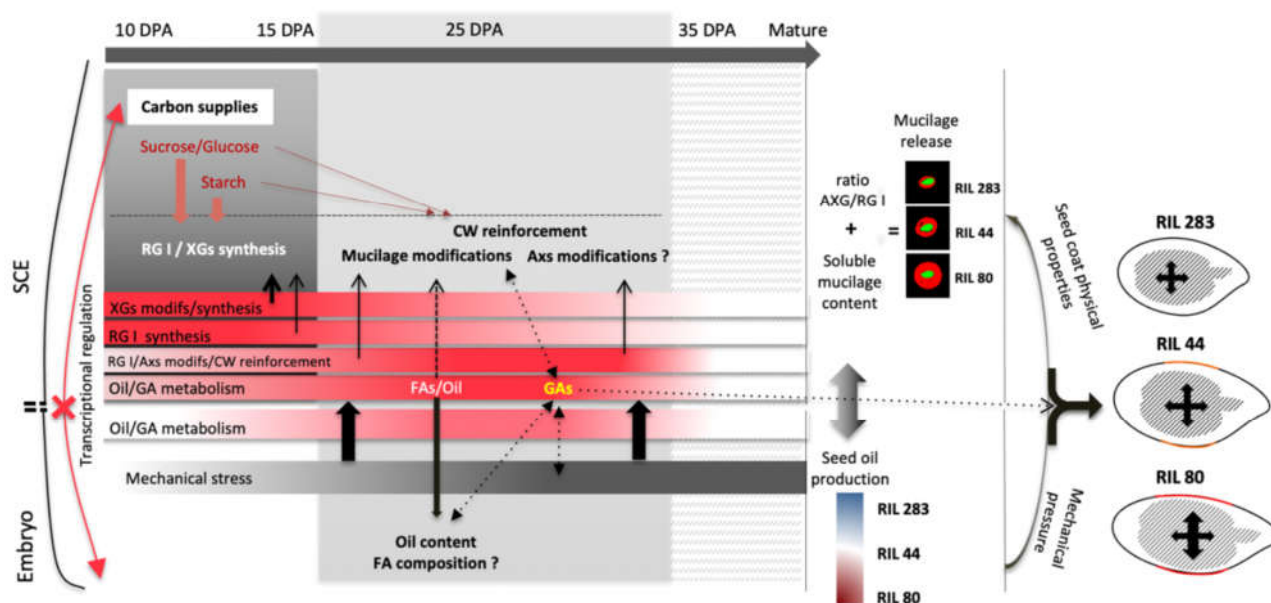 10 DPA
15 DPA
25 DPA
35 DPA
Mature
Carbon supplies
Sucrose/Glucose
Starch
RG I / XGs synthesis
CW reinforcement
Mucilage modifications
Axs modifications ?
XGs modifs/synthesis
RG I synthesis
RG I/Axs modifs/CW reinforcement
Oil/GA metabolism
FAs/Oil
GAs
Oil/GA metabolism
Mechanical stress
Oil content
FA composition ?
SCE
Embryo
Transcriptional regulation
Mucilage
release
ratio
AXG/RG I
+
Soluble
mucilage
content
=
RIL 283
RIL 44
RIL 80
Seed oil
production
RIL 283
RIL 44
RIL 80
Seed coat physical
properties
Mechanical
pressure
RIL 283
RIL 44
RIL 80